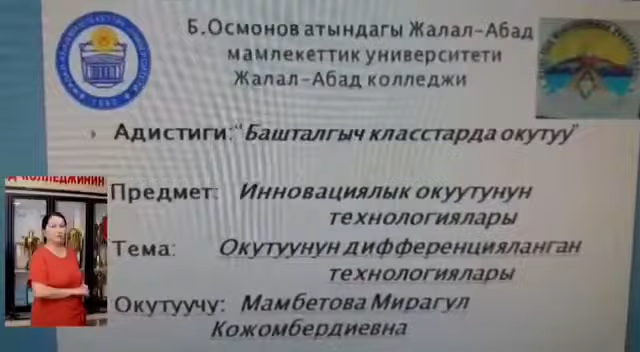 Б.Осмонов атындагы Жалал-Абад
мамлекеттик университети
Жалал-Абад колледжи
Адистиги:"Башталгыч класстарда окутуу"
КОЛЛЕДЖИНИН
Предмет: Инновациялык окуутунун
технологиялары
Тема: Окутуунун дифференцияланган
технологиялары
Окутуучу: Мамбетова Мирагул
Кожомбердиевна